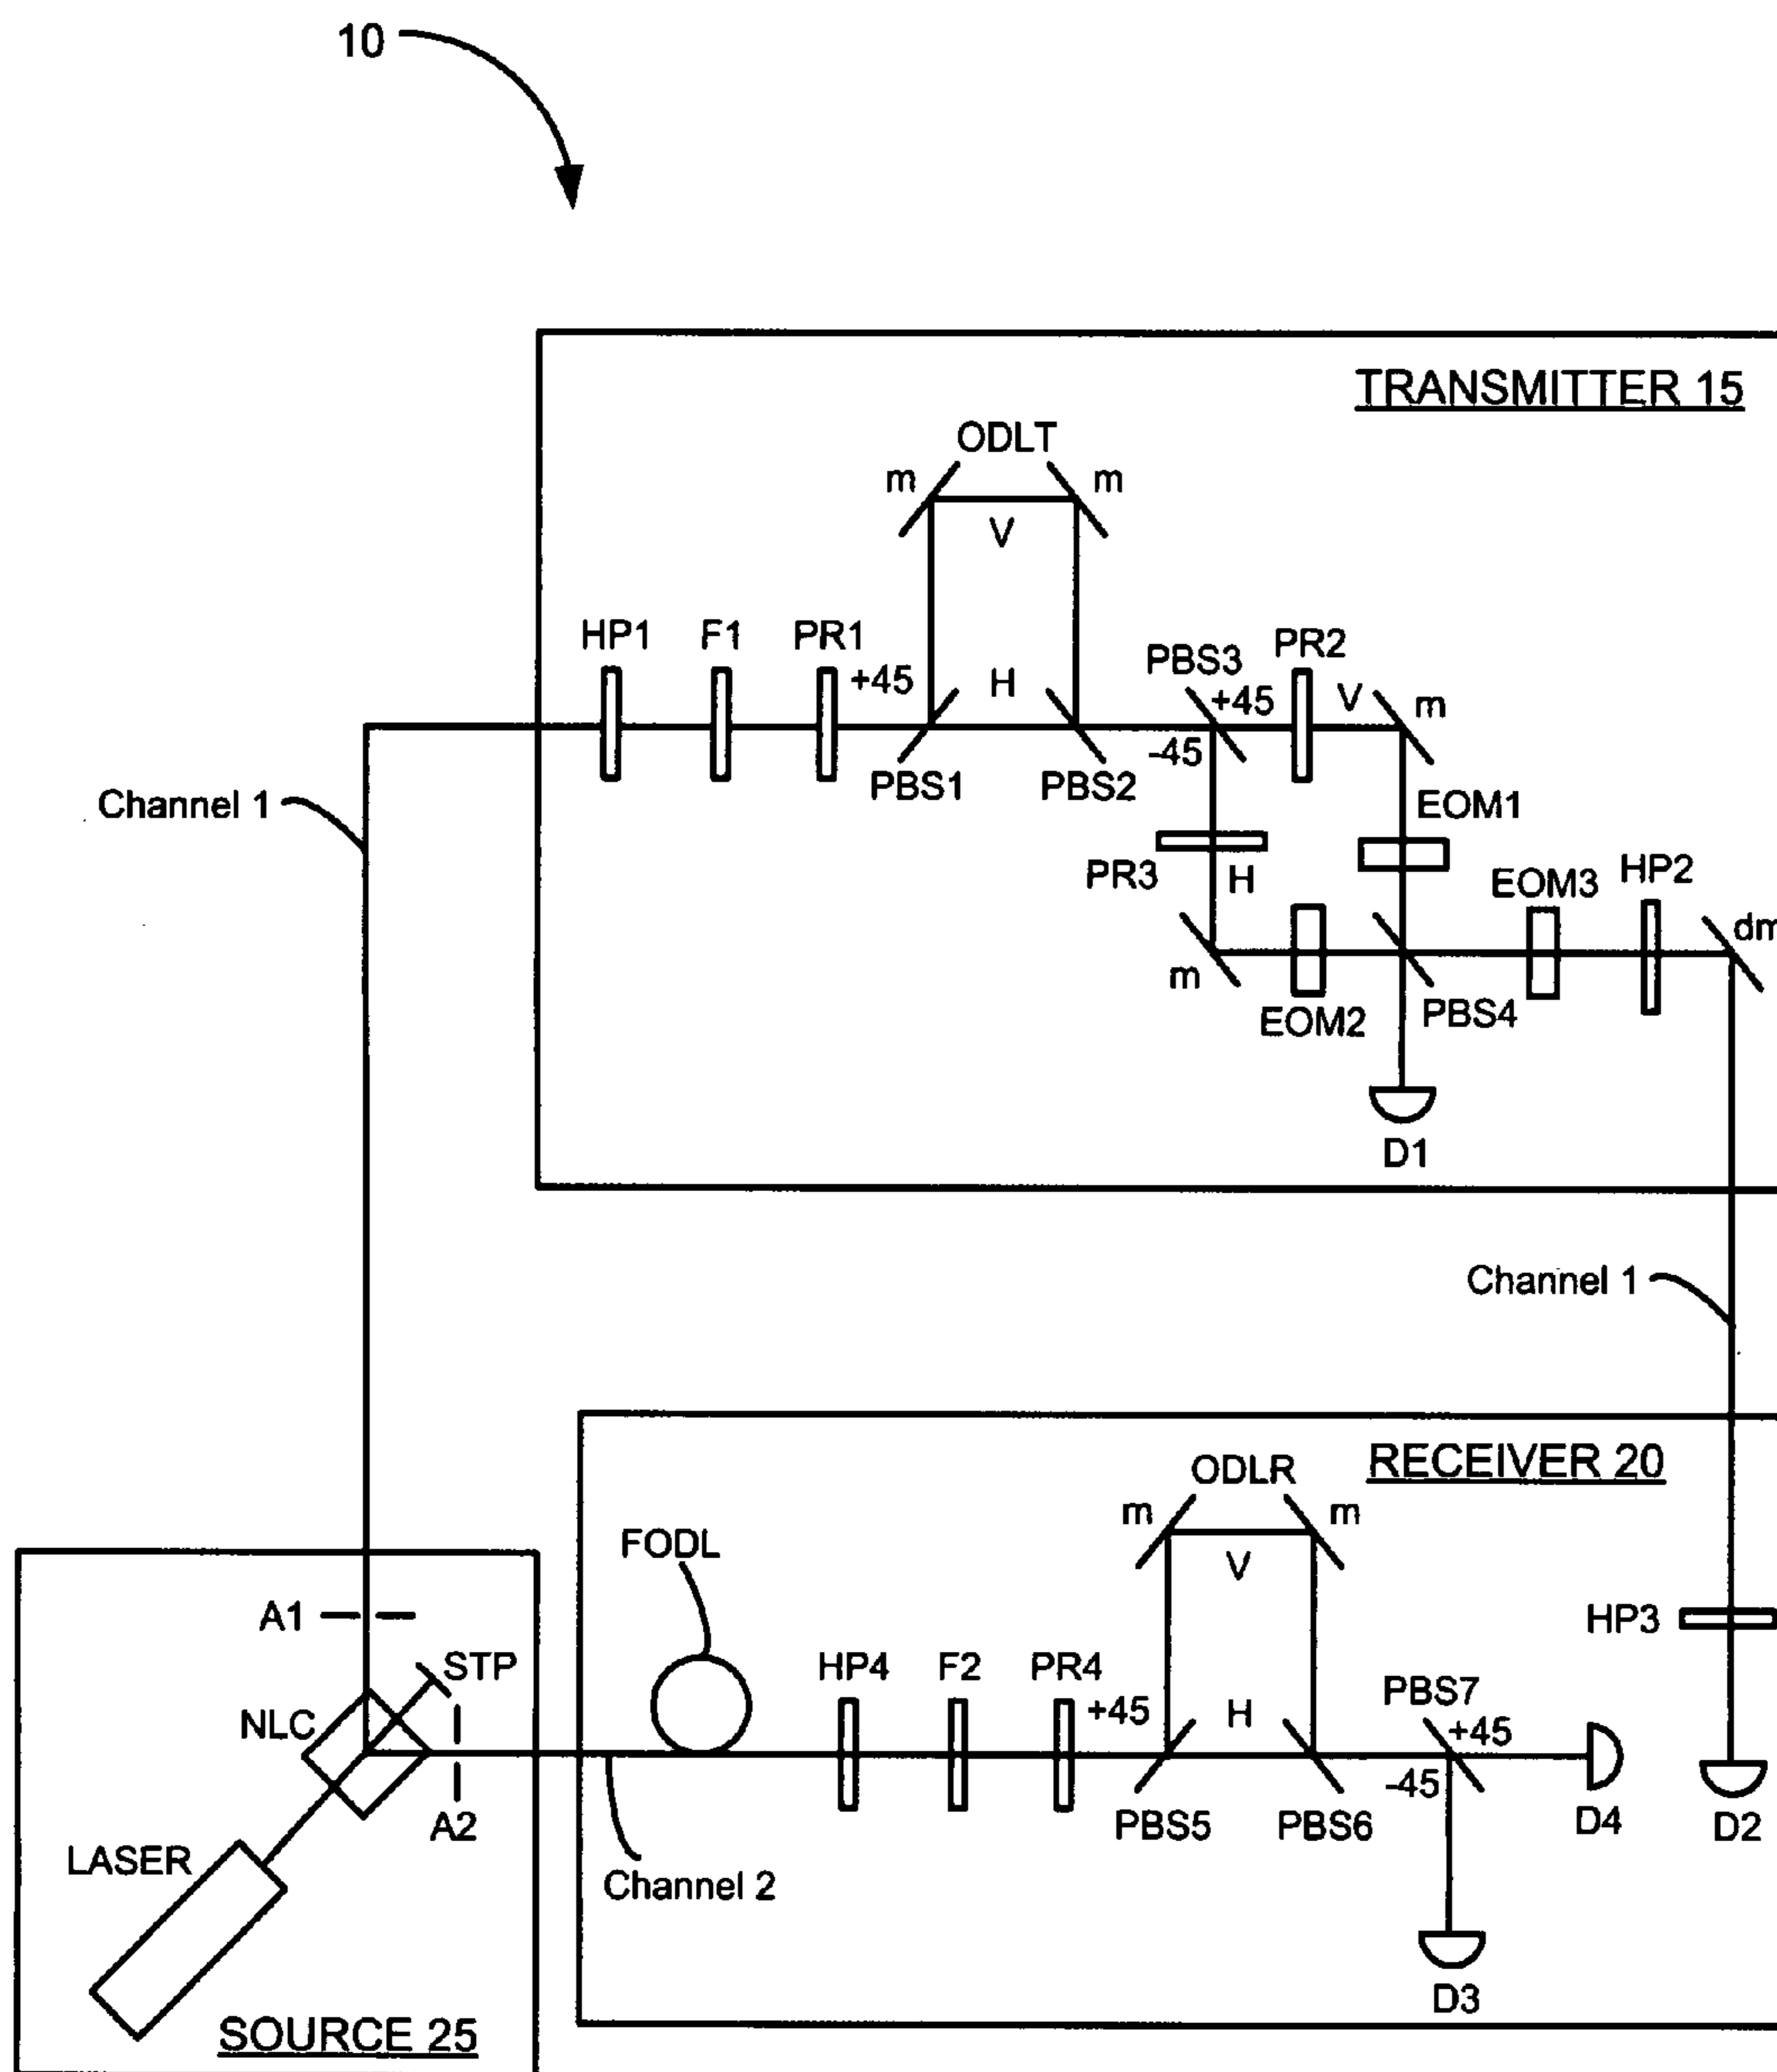 10
TRANSMITTER 15
ODLT
m
m
V
HP1
F1
PR1
+45
H
PBS3
+45
-45
PR2
V
m
PBS1
PBS2
Channel 1
EOM1
PR3
H
EOM3
HP2
dm
m
EOM2
PBS4
D1
Channel 1
RECEIVER 20
ODLR
m
m
V
FODL
A1
STP
HP4
F2
PR4
+45
H
PBS7
+45
-45
HP3
NLC
A2
PBS5
PBS6
D4
D2
LASER
Channel 2
D3
SOURCE 25